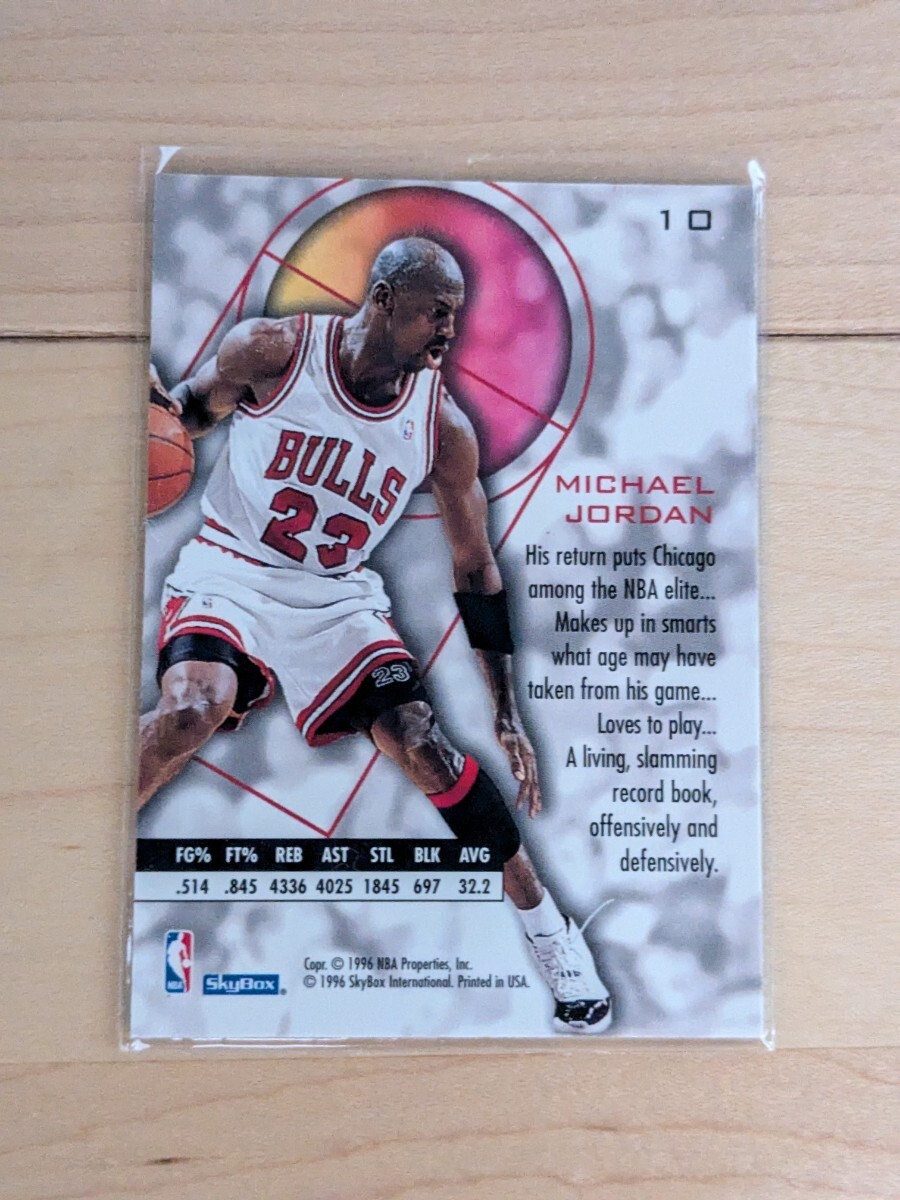 10
BULLS
23
23
MICHAEL
JORDAN
His return puts Chicago
among the NBA elite...
Makes up in smarts
what age may have
taken from his game...
Loves to play...
A living, slamming
record book,
offensively and
defensively.
FG% FT% REB AST STL BLK AVG
.514 .845 4336 4025 1845 697 32.2
NBA
SkyBox®
Copr. © 1996 NBA Properties, Inc.
© 1996 SkyBox International. Printed in USA.